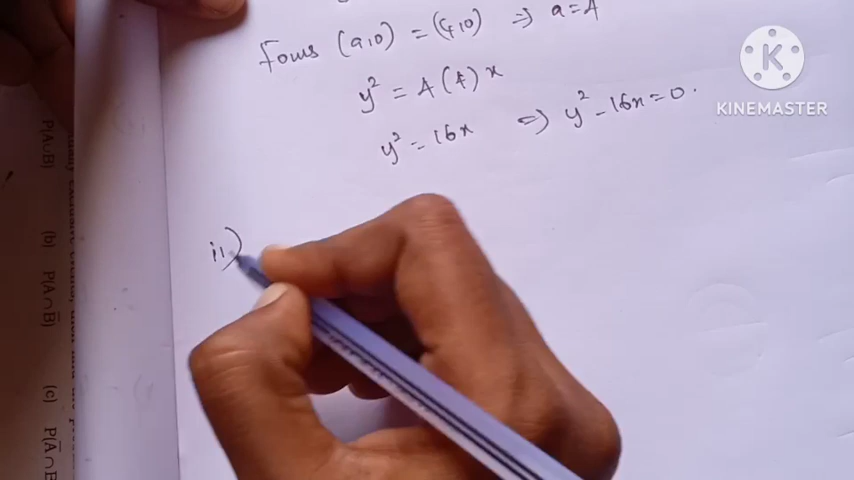 Focus (a,0) = (4,0) ⇒ a=4
y² = 4(4)x
y² = 16x ⇒ y² - 16x = 0.
ii)
KINEMASTER
P(A∪B)
(b) P(A∩B̅)
(c) P(A̅∩B